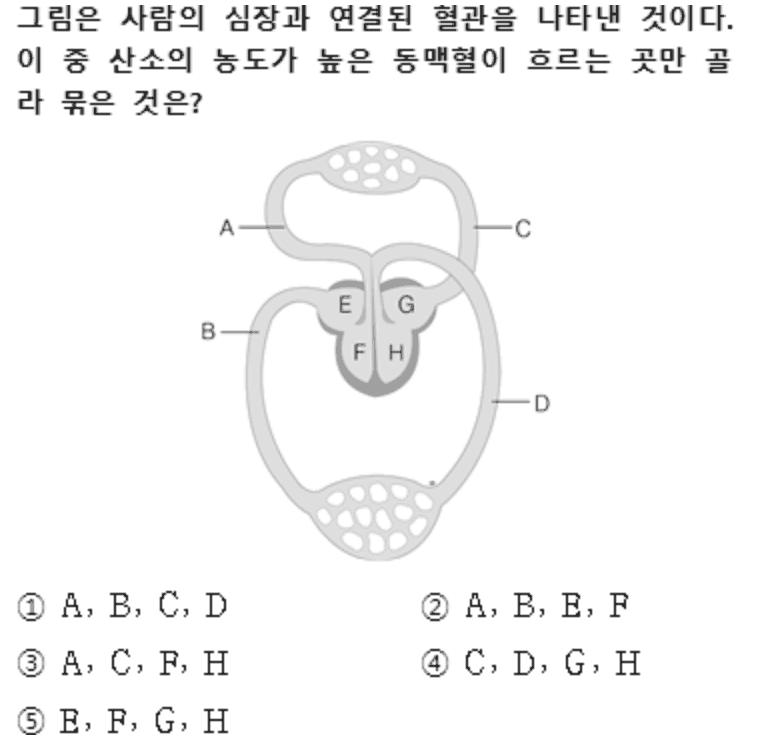 그림은 사람의 심장과 연결된 혈관을 나타낸 것이다.
이 중 산소의 농도가 높은 동맥혈이 흐르는 곳만 골
라 묶은 것은?
A
C
E
G
B
F
H
D
① A, B, C, D
② A, B, E, F
③ A, C, F, H
④ C, D, G, H
⑤ E, F, G, H